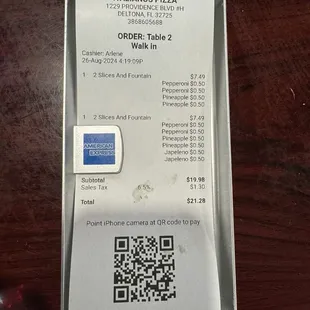 PIZZA
1229 PROVIDENCE BLVD #H
DELTONA, FL 32725
3868605688
ORDER: Table 2
Walk in
Cashier: Arlene
26-Aug-2024 4:19:09P
1 2 Slices And Fountain $7.49
Pepperoni $0.50
Pepperoni $0.50
Pineapple $0.50
Pineapple $0.50
1 2 Slices And Fountain $7.49
Pepperoni $0.50
Pepperoni $0.50
Pineapple $0.50
Pineapple $0.50
Japeleno $0.50
Japeleno $0.50
AMERICAN
EXPRESS
Subtotal $19.98
Sales Tax 6.5% $1.30
Total $21.28
Point iPhone camera at QR code to pay